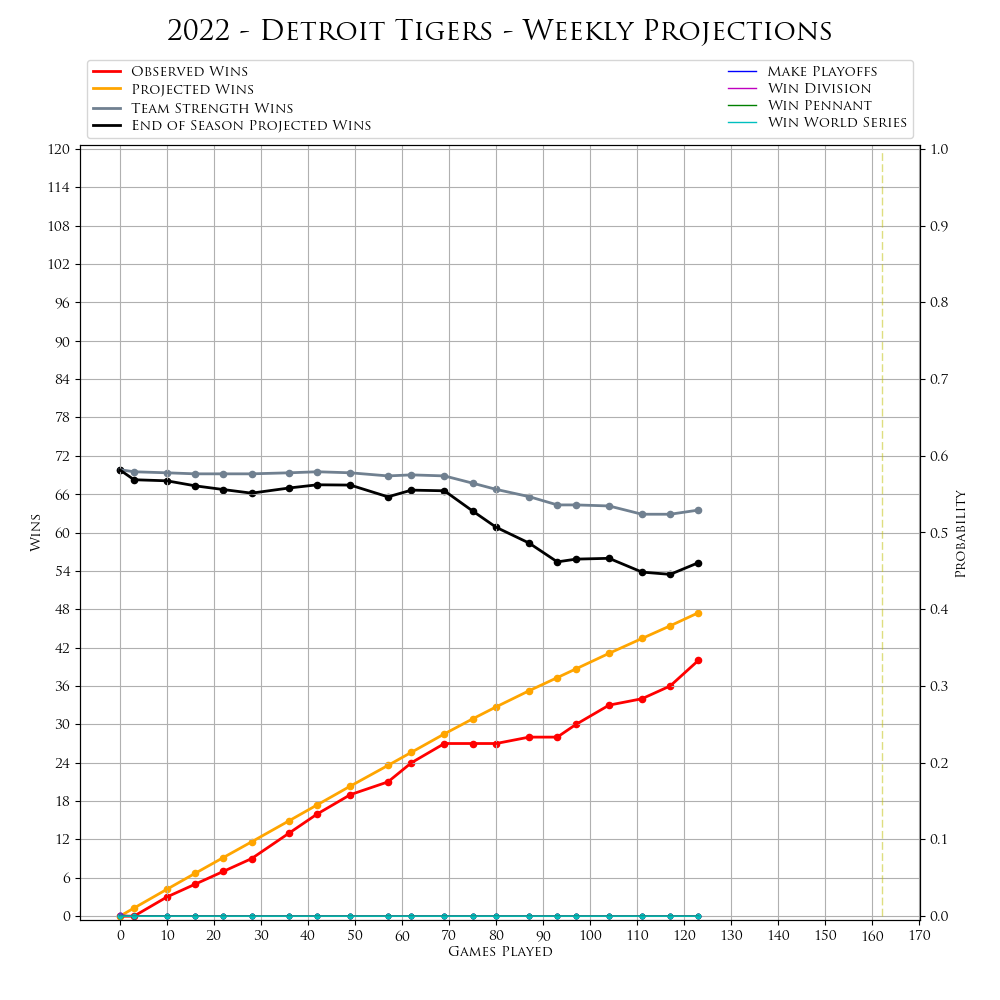 2022 - Detroit Tigers - Weekly Projections
Observed Wins
Projected Wins
Team Strength Wins
End of Season Projected Wins
Make Playoffs
Win Division
Win Pennant
Win World Series
120
114
108
102
96
90
84
78
72
66
60
54
48
42
36
30
24
18
12
6
0
Wins
1.0
0.9
0.8
0.7
0.6
0.5
0.4
0.3
0.2
0.1
0.0
Probability
0 10 20 30 40 50 60 70 80 90 100 110 120 130 140 150 160 170
Games Played